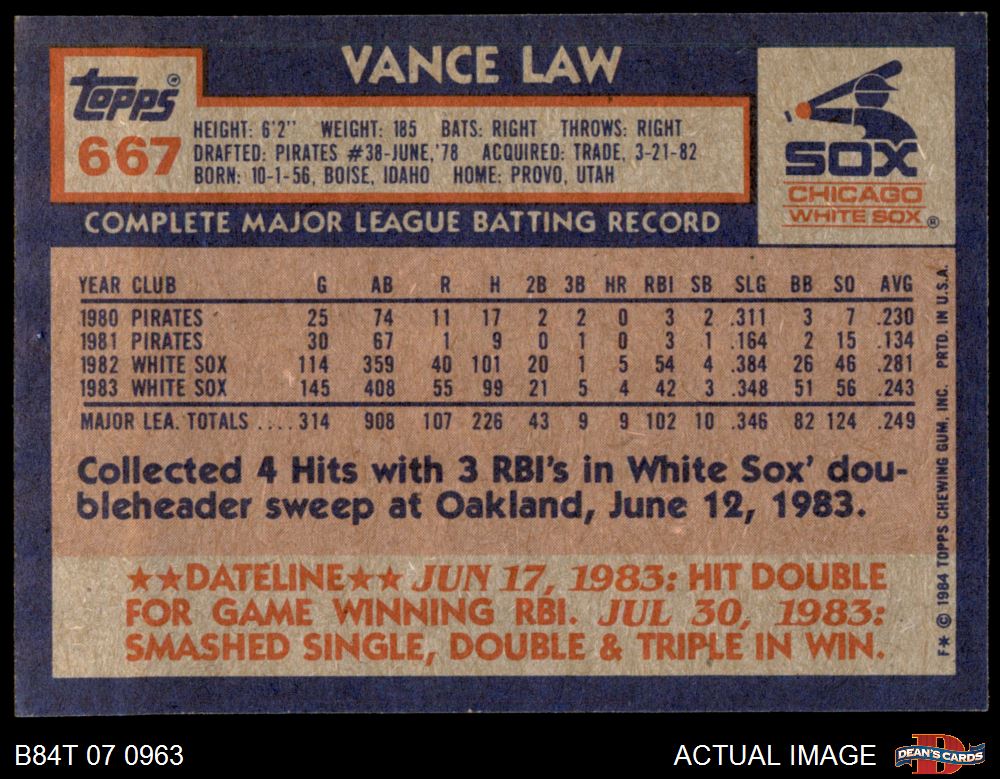 VANCE LAW
Topps®
667
HEIGHT: 6'2" WEIGHT: 185 BATS: RIGHT THROWS: RIGHT
DRAFTED: PIRATES #38-JUNE,'78 ACQUIRED: TRADE, 3-21-82
BORN: 10-1-56, BOISE, IDAHO HOME: PROVO, UTAH
SOX
CHICAGO
WHITE SOX®
COMPLETE MAJOR LEAGUE BATTING RECORD
YEAR CLUB G AB R H 2B 3B HR RBI SB SLG BB SO AVG
1980 PIRATES 25 74 11 17 2 2 0 3 2 .311 3 7 .230
1981 PIRATES 30 67 1 9 0 1 0 3 1 .164 2 15 .134
1982 WHITE SOX 114 359 40 101 20 1 5 54 4 .384 26 46 .281
1983 WHITE SOX 145 408 55 99 21 5 4 42 3 .348 51 56 .243
MAJOR LEA. TOTALS ....314 908 107 226 43 9 9 102 10 .346 82 124 .249
Collected 4 Hits with 3 RBI's in White Sox' dou-
bleheader sweep at Oakland, June 12, 1983.
★★DATELINE★★ JUN 17, 1983: HIT DOUBLE
FOR GAME WINNING RBI. JUL 30, 1983:
SMASHED SINGLE, DOUBLE & TRIPLE IN WIN.
F* © 1984 TOPPS CHEWING GUM, INC. PRTD. IN U.S.A.
B84T 07 0963
ACTUAL IMAGE
DEAN'S CARDS